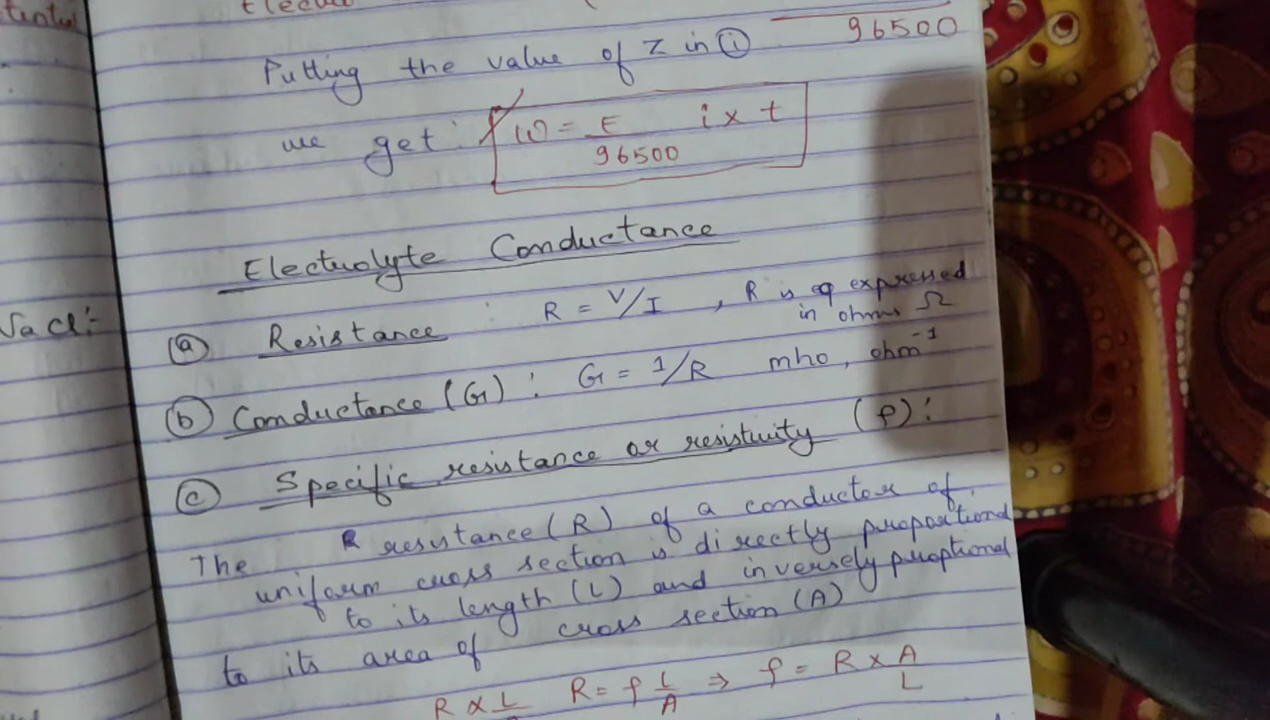 96500
Putting the value of Z in (i)
we get : W = E/96500 i x t
Electrolyte Conductance
NaCl :-
(a) Resistance : R = V/I , R is expressed
in ohms Ω
(b) Conductance (G) : G = 1/R mho, ohm⁻¹
(c) Specific resistance or resistivity (ρ) :
The resistance (R) of a conductor of
uniform cross section is directly proportional
to its length (L) and inversely proptional
to its area of cross section (A)
R ∝ L/A R = ρ L/A ⇒ ρ = R x A/L